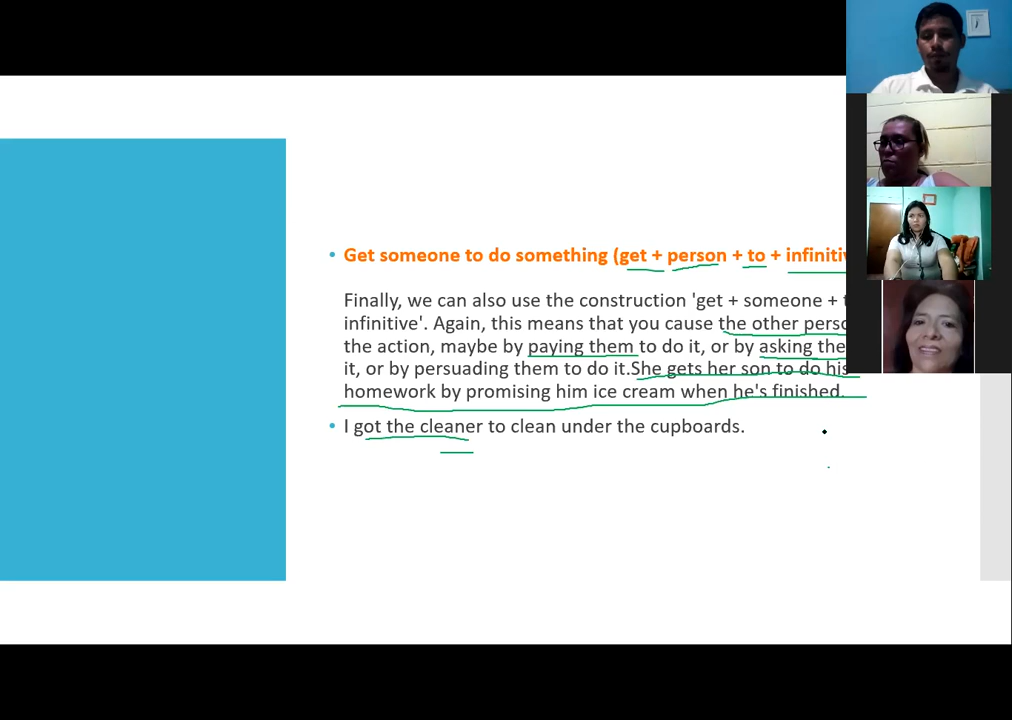 • Get someone to do something (get + person + to +
Finally, we can also use the construction 'get + someone +
infinitive'. Again, this means that you cause the other
the action, maybe by paying them to do it, or by asking
it, or by persuading them to do it.She gets her son to do his
homework by promising him ice cream when he's finished.
• I got the cleaner to clean under the cupboards.